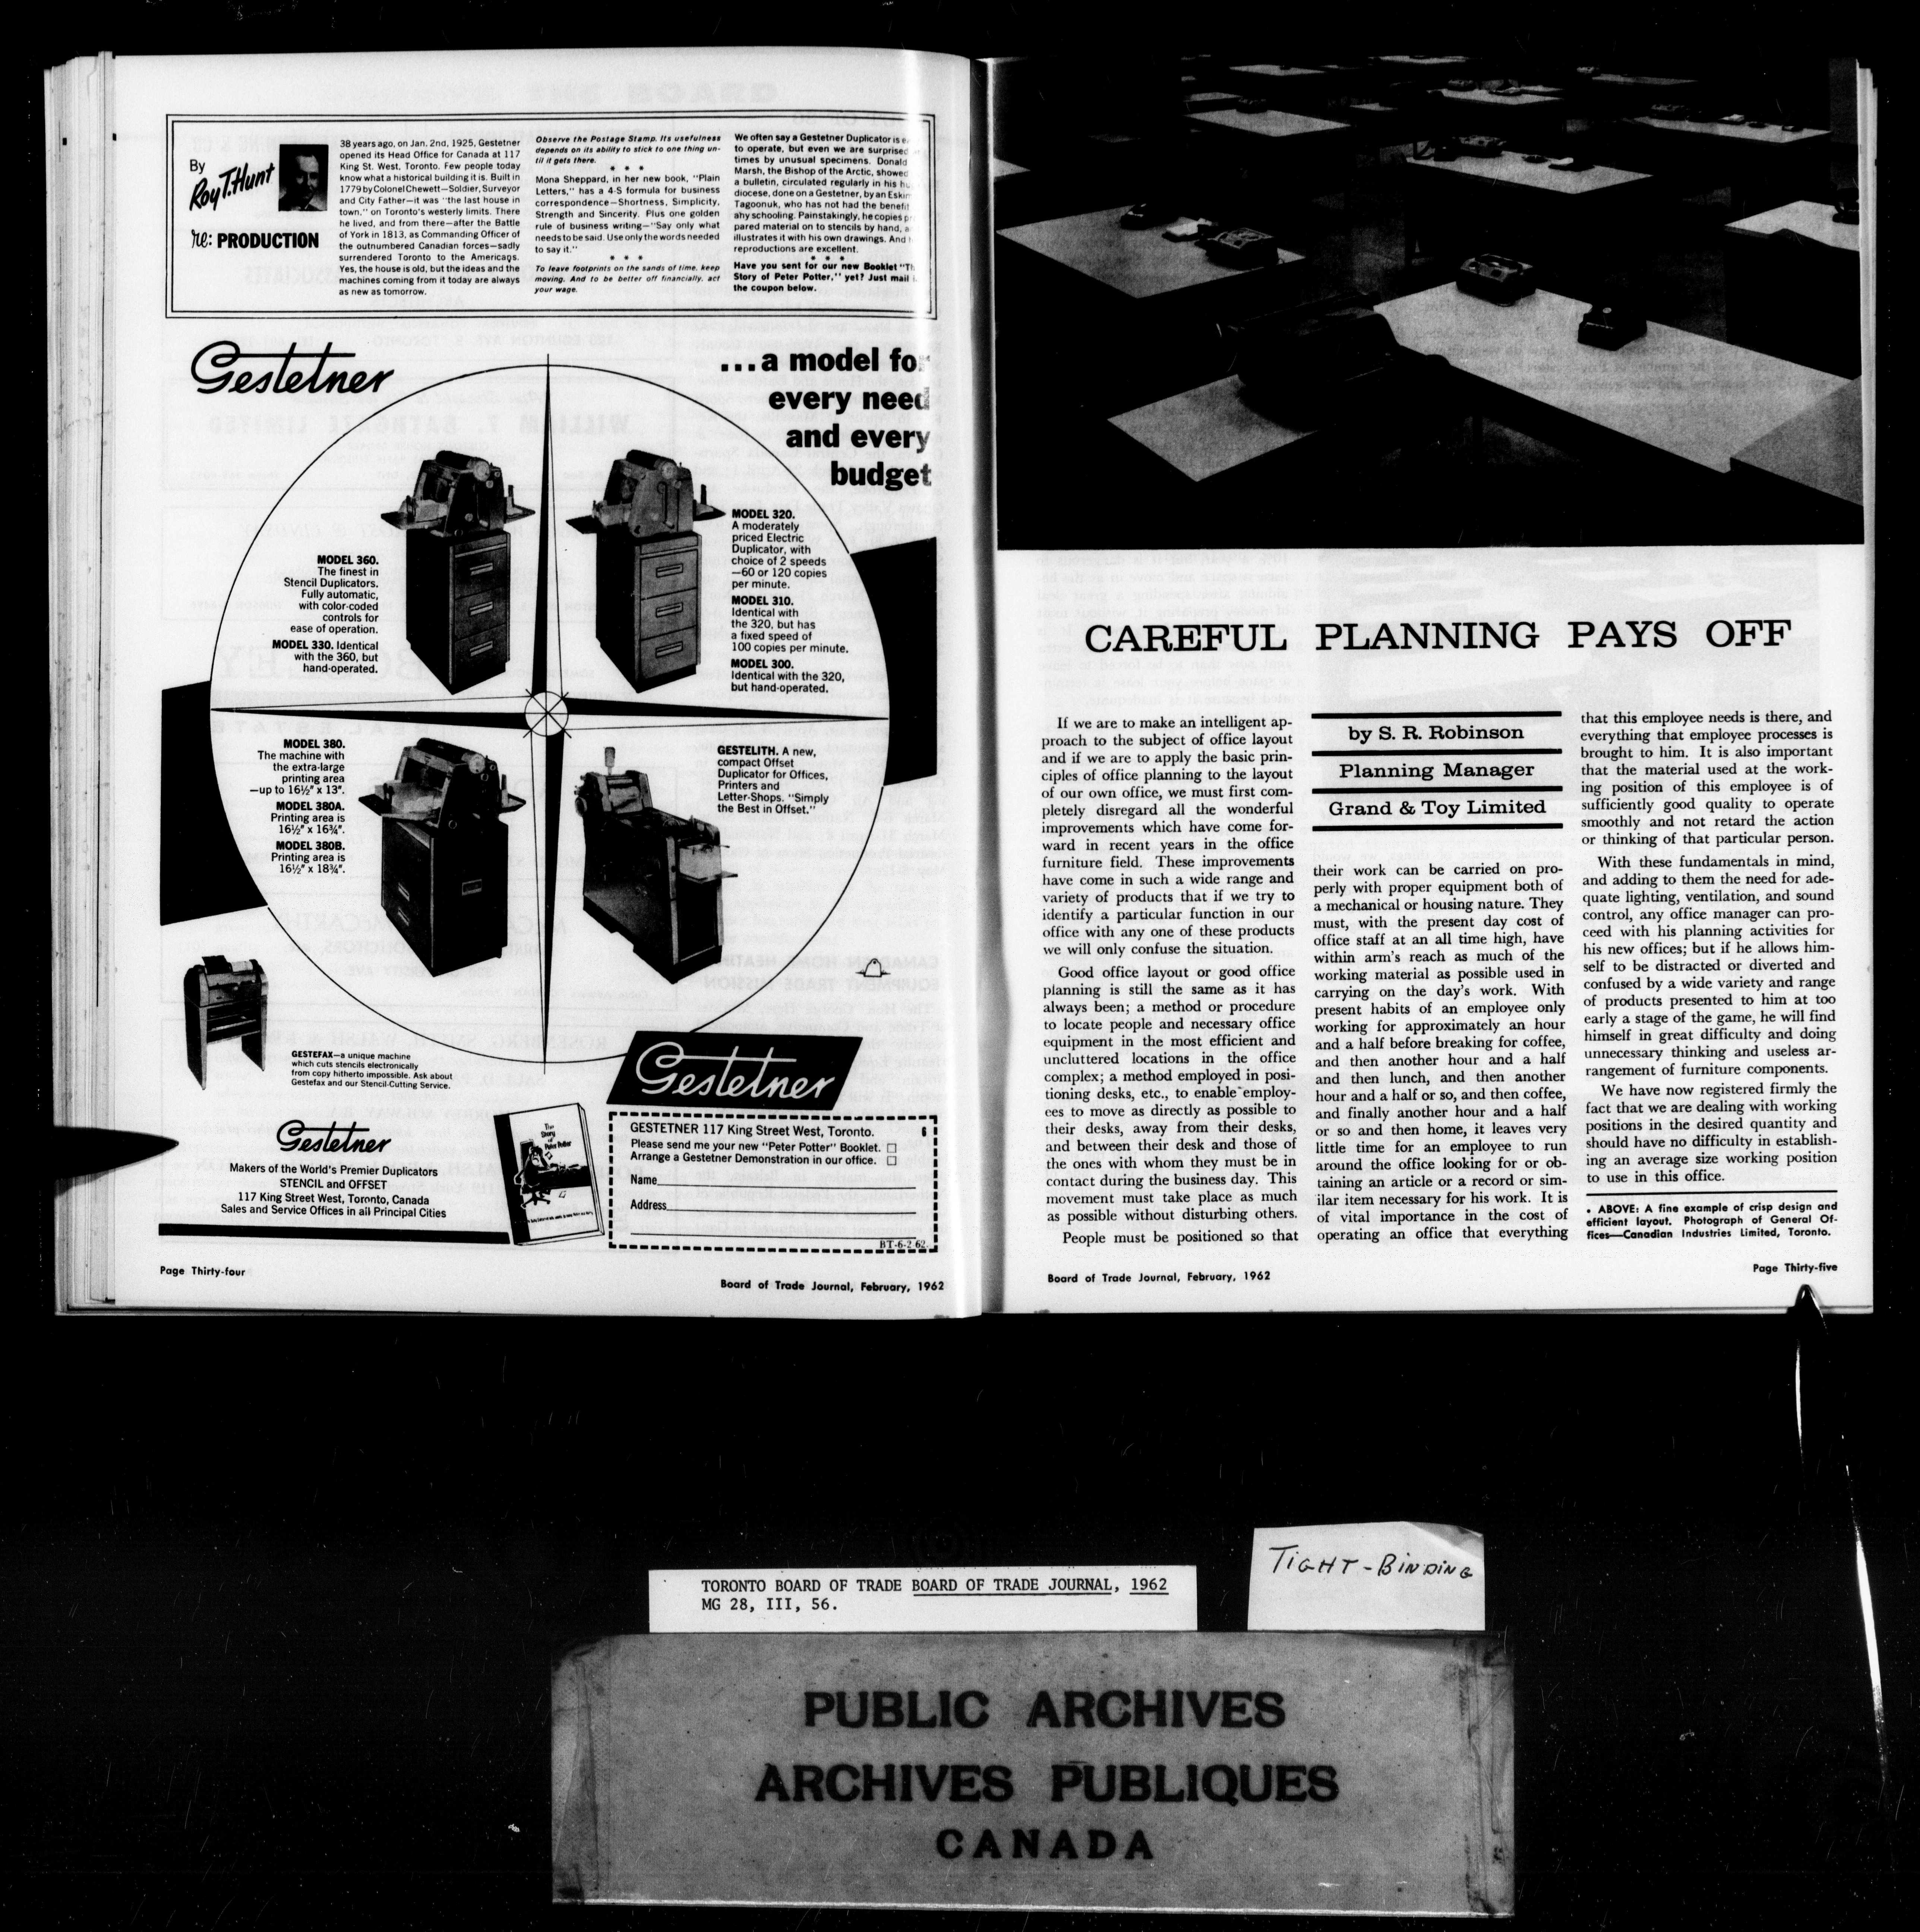 By
Roy T. Hunt
re: PRODUCTION
38 years ago, on Jan. 2nd, 1925, Gestetner
opened its Head Office for Canada at 117
King St. West, Toronto. Few people today
know what a historical building it is. Built in
1779 by Colonel Chewett—Soldier, Surveyor
and City Father—it was "the last house in
town," on Toronto's westerly limits. There
he lived, and from there—after the Battle
of York in 1813, as Commanding Officer of
the outnumbered Canadian forces—sadly
surrendered Toronto to the Americans.
Yes, the house is old, but the ideas and the
machines coming from it today are always
as new as tomorrow.
Observe the Postage Stamp. Its usefulness
depends on its ability to stick to one thing un-
til it gets there.
* * *
Mona Sheppard, in her new book, "Plain
Letters," has a 4-S formula for business
correspondence—Shortness, Simplicity,
Strength and Sincerity. Plus one golden
rule of business writing—"Say only what
needs to be said. Use only the words needed
to say it."
* * *
To leave footprints on the sands of time, keep
moving. And to be better off financially, act
your wage.
We often say a Gestetner Duplicator is
to operate, but even we are surprised
times by unusual specimens. Donald
Marsh, the Bishop of the Arctic, showed
a bulletin, circulated regularly in his
diocese, done on a Gestetner, by an
Tagoonuk, who has not had the benefit
any schooling. Painstakingly, he copies
pared material on to stencils by hand,
illustrates it with his own drawings. And
reproductions are excellent.
* * *
Have you sent for our new Booklet
Story of Peter Potter," yet? Just mail
the coupon below.
Gestetner
...a model for
every need
and every
budget
MODEL 360.
The finest in
Stencil Duplicators.
Fully automatic,
with color-coded
controls for
ease of operation.
MODEL 330. Identical
with the 360, but
hand-operated.
MODEL 320.
A moderately
priced Electric
Duplicator, with
choice of 2 speeds
—60 or 120 copies
per minute.
MODEL 310.
Identical with
the 320, but has
a fixed speed of
100 copies per minute.
MODEL 300.
Identical with the 320,
but hand-operated.
MODEL 380.
The machine with
the extra-large
printing area
—up to 16½" x 13".
MODEL 380A.
Printing area is
16½" x 16¾".
MODEL 380B.
Printing area is
16½" x 18¾".
GESTELITH. A new,
compact Offset
Duplicator for Offices,
Printers and
Letter-Shops. "Simply
the Best in Offset."
GESTEFAX—a unique machine
which cuts stencils electronically
from copy hitherto impossible. Ask about
Gestefax and our Stencil-Cutting Service.
Gestetner
Gestetner
Makers of the World's Premier Duplicators
STENCIL and OFFSET
117 King Street West, Toronto, Canada
Sales and Service Offices in all Principal Cities
The
Story
of
Peter Potter
GESTETNER 117 King Street West, Toronto. 6
Please send me your new "Peter Potter" Booklet. □
Arrange a Gestetner Demonstration in our office. □
Name
Address
BT-6-2 62
Page Thirty-four
Board of Trade Journal, February, 1962
CAREFUL PLANNING PAYS OFF
by S. R. Robinson
Planning Manager
Grand & Toy Limited
If we are to make an intelligent ap-
proach to the subject of office layout
and if we are to apply the basic prin-
ciples of office planning to the layout
of our own office, we must first com-
pletely disregard all the wonderful
improvements which have come for-
ward in recent years in the office
furniture field. These improvements
have come in such a wide range and
variety of products that if we try to
identify a particular function in our
office with any one of these products
we will only confuse the situation.
Good office layout or good office
planning is still the same as it has
always been; a method or procedure
to locate people and necessary office
equipment in the most efficient and
uncluttered locations in the office
complex; a method employed in posi-
tioning desks, etc., to enable employ-
ees to move as directly as possible to
their desks, away from their desks,
and between their desk and those of
the ones with whom they must be in
contact during the business day. This
movement must take place as much
as possible without disturbing others.
People must be positioned so that
their work can be carried on pro-
perly with proper equipment both of
a mechanical or housing nature. They
must, with the present day cost of
office staff at an all time high, have
within arm's reach as much of the
working material as possible used in
carrying on the day's work. With
present habits of an employee only
working for approximately an hour
and a half before breaking for coffee,
and then another hour and a half
and then lunch, and then another
hour and a half or so, and then coffee,
and finally another hour and a half
or so and then home, it leaves very
little time for an employee to run
around the office looking for or ob-
taining an article or a record or sim-
ilar item necessary for his work. It is
of vital importance in the cost of
operating an office that everything
that this employee needs is there, and
everything that employee processes is
brought to him. It is also important
that the material used at the work-
ing position of this employee is of
sufficiently good quality to operate
smoothly and not retard the action
or thinking of that particular person.
With these fundamentals in mind,
and adding to them the need for ade-
quate lighting, ventilation, and sound
control, any office manager can pro-
ceed with his planning activities for
his new offices; but if he allows him-
self to be distracted or diverted and
confused by a wide variety and range
of products presented to him at too
early a stage of the game, he will find
himself in great difficulty and doing
unnecessary thinking and useless ar-
rangement of furniture components.
We have now registered firmly the
fact that we are dealing with working
positions in the desired quantity and
should have no difficulty in establish-
ing an average size working position
to use in this office.
• ABOVE: A fine example of crisp design and
efficient layout. Photograph of General Of-
fices—Canadian Industries Limited, Toronto.
Board of Trade Journal, February, 1962
Page Thirty-five
TORONTO BOARD OF TRADE BOARD OF TRADE JOURNAL, 1962
MG 28, III, 56.
TIGHT-BINDING
PUBLIC ARCHIVES
ARCHIVES PUBLIQUES
CANADA